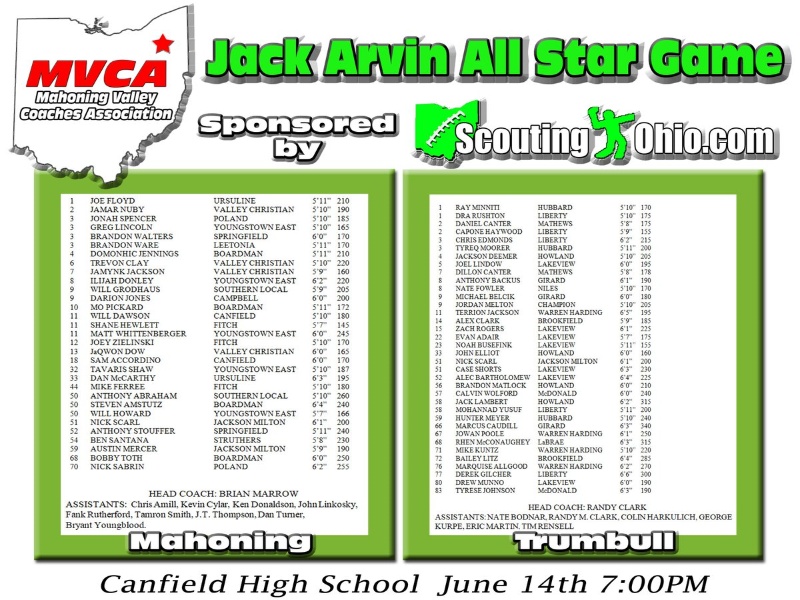 MVCA
Mahoning Valley
Coaches Association
Jack Arvin All Star Game
Sponsored
by
Scouting Ohio.com
1 JOE FLOYD URSULINE 5'11" 210
2 JAMAR NUBY VALLEY CHRISTIAN 5'10" 190
3 JONAH SPENCER POLAND 5'10" 185
3 GREG LINCOLN YOUNGSTOWN EAST 5'10" 165
3 BRANDON WALTERS SPRINGFIELD 6'0" 170
3 BRANDON WARE LEETONIA 5'11" 170
4 DOMONHIC JENNINGS BOARDMAN 5'11" 210
6 TREVON CLAY VALLEY CHRISTIAN 5'10" 220
7 JAMYNK JACKSON VALLEY CHRISTIAN 5'9" 160
8 ILIJAH DONLEY YOUNGSTOWN EAST 6'2" 220
9 WILL GRODHAUS SOUTHERN LOCAL 5'9" 205
9 DARION JONES CAMPBELL 6'0" 200
10 MO PICKARD BOARDMAN 5'11" 172
11 WILL DAWSON CANFIELD 5'10" 180
11 SHANE HEWLETT FITCH 5'7" 145
11 MATT WHITTENBERGER YOUNGSTOWN EAST 6'0" 245
12 JOEY ZIELINSKI FITCH 5'10" 170
13 JaQWON DOW VALLEY CHRISTIAN 6'0" 165
18 SAM ACCORDINO CANFIELD 6'0" 170
32 TAVARIS SHAW YOUNGSTOWN EAST 5'10" 187
33 DAN McCARTHY URSULINE 6'3" 195
44 MIKE FERREE FITCH 5'10" 180
50 ANTHONY ABRAHAM SOUTHERN LOCAL 5'10" 260
50 STEVEN AMSTUTZ BOARDMAN 6'4" 240
50 WILL HOWARD YOUNGSTOWN EAST 5'7" 166
51 NICK SCARL JACKSON MILTON 6'1" 200
52 ANTHONY STOUFFER SPRINGFIELD 5'11" 240
54 BEN SANTANA STRUTHERS 5'8" 230
59 AUSTIN MERCER JACKSON MILTON 5'9" 190
68 BOBBY TOTH BOARDMAN 6'0" 250
70 NICK SABRIN POLAND 6'2" 255
HEAD COACH: BRIAN MARROW
ASSISTANTS: Chris Amill, Kevin Cylar, Ken Donaldson, John Linkosky,
Fank Rutherford, Tamron Smith, J.T. Thompson, Dan Turner,
Bryant Youngblood.
Mahoning
1 RAY MINNITI HUBBARD 5'10" 170
1 DRA RUSHTON LIBERTY 5'10" 175
2 DANIEL CANTER MATHEWS 5'8" 175
2 CAPONE HAYWOOD LIBERTY 5'9" 155
3 CHRIS EDMONDS LIBERTY 6'2" 215
3 TYREQ MOORER HUBBARD 5'11" 200
4 JACKSON DEEMER HOWLAND 5'10" 205
5 JOEL LINDOW LAKEVIEW 6'0" 195
7 DILLON CANTER MATHEWS 5'8" 178
8 ANTHONY BACKUS GIRARD 6'1" 190
8 NATE FOWLER NILES 5'10" 170
9 MICHAEL BELCIK GIRARD 6'0" 180
9 JORDAN MELTON CHAMPION 5'10" 205
11 TERRION JACKSON WARREN HARDING 6'5" 195
14 ALEX CLARK BROOKFIELD 5'9" 185
15 ZACH ROGERS LAKEVIEW 6'1" 225
22 EVAN ADAIR LAKEVIEW 5'7" 175
23 NOAH BUSEFINK LAKEVIEW 5'11" 155
33 JOHN ELLIOT HOWLAND 6'0" 160
51 NICK SCARL JACKSON MILTON 6'1" 200
51 CASE SHORTS LAKEVIEW 6'3" 230
52 ALEC BARTHOLOMEW LAKEVIEW 6'4" 225
56 BRANDON MATLOCK HOWLAND 6'0" 210
57 CALVIN WOLFORD McDONALD 6'0" 240
58 JACK LAMBERT HOWLAND 6'2" 315
58 MOHANNAD YUSUF LIBERTY 5'11" 200
59 HUNTER MEYER HUBBARD 5'10" 240
66 MARCUS CAUDILL GIRARD 6'3" 340
67 JOWAN POOLE WARREN HARDING 6'1" 250
68 RHEN McCONAUGHEY LaBRAE 6'3" 315
71 MIKE KUNTZ WARREN HARDING 5'10" 220
72 BAILEY LITZ BROOKFIELD 6'4" 285
76 MARQUISE ALLGOOD WARREN HARDING 6'2" 270
77 DEREK GILCHER LIBERTY 6'6" 300
80 DREW MUNNO LAKEVIEW 6'1" 210
83 TYRESE JOHNSON McDONALD 6'3" 190
HEAD COACH: RANDY CLARK
ASSISTANTS: NATE BODNAR, RANDY M. CLARK, COLIN HARKULICH, GEORGE
KURPE, ERIC MARTIN, TIM RENSELL
Trumbull
Canfield High School June 14th 7:00PM